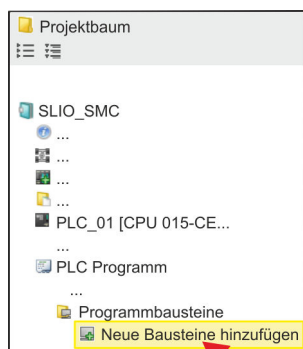 Projektbaum
SLIO_SMC
...
...
...
...
PLC_01 [CPU 015-CE...
...
PLC Programm
...
Programmbausteine
Neue Bausteine hinzufügen